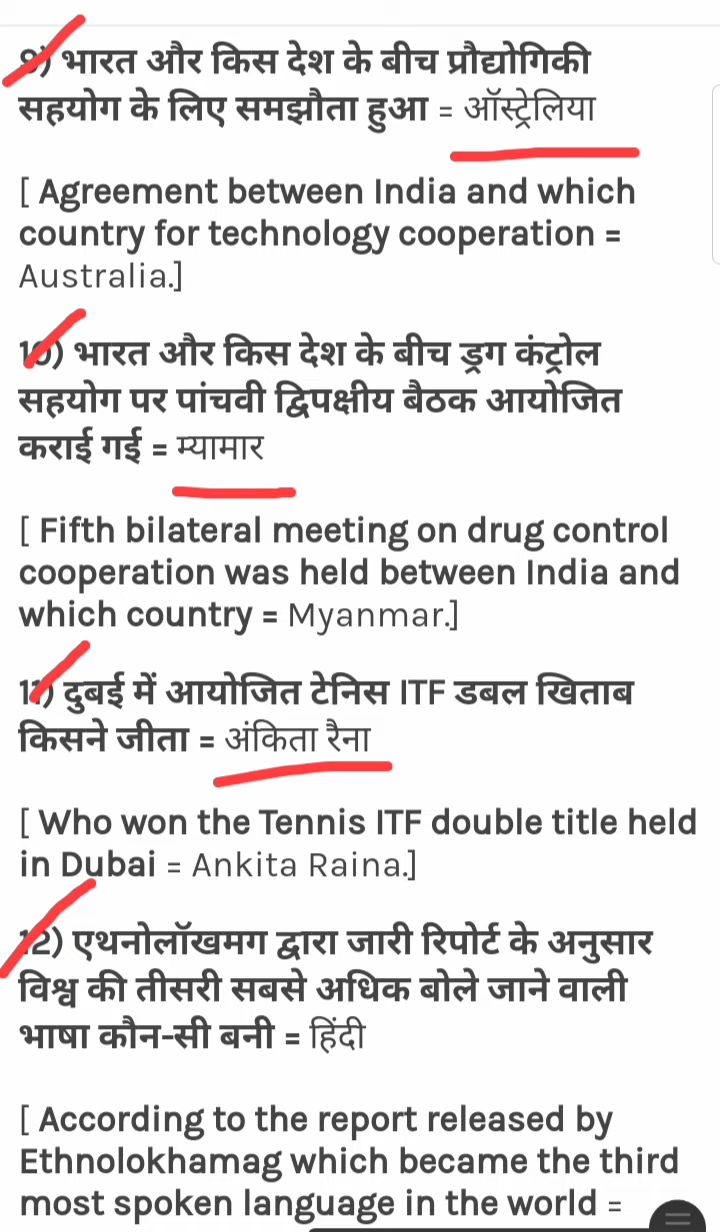 9) भारत और किस देश के बीच प्रौद्योगिकी
सहयोग के लिए समझौता हुआ = ऑस्ट्रेलिया
[ Agreement between India and which
country for technology cooperation =
Australia.]
10) भारत और किस देश के बीच ड्रग कंट्रोल
सहयोग पर पांचवी द्विपक्षीय बैठक आयोजित
कराई गई = म्यामार
[ Fifth bilateral meeting on drug control
cooperation was held between India and
which country = Myanmar.]
11) दुबई में आयोजित टेनिस ITF डबल खिताब
किसने जीता = अंकिता रैना
[ Who won the Tennis ITF double title held
in Dubai = Ankita Raina.]
12) एथनोलॉखमग द्वारा जारी रिपोर्ट के अनुसार
विश्व की तीसरी सबसे अधिक बोले जाने वाली
भाषा कौन-सी बनी = हिंदी
[ According to the report released by
Ethnolokhamag which became the third
most spoken language in the world =